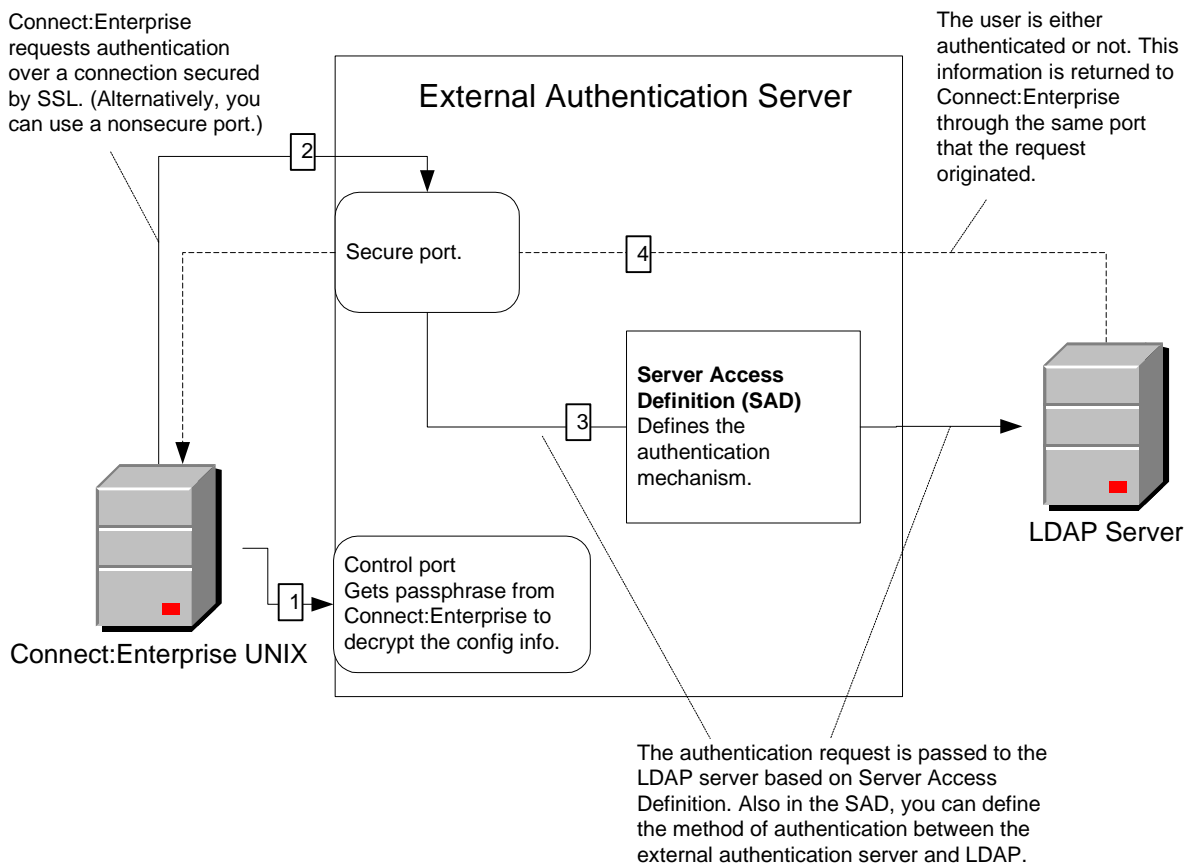 Connect:Enterprise
requests authentication
over a connection secured
by SSL. (Alternatively, you
can use a nonsecure port.)
The user is either
authenticated or not. This
information is returned to
Connect:Enterprise
through the same port
that the request
originated.
External Authentication Server
2
Secure port.
4
Server Access
Definition (SAD)
Defines the
authentication
mechanism.
3
LDAP Server
Control port
Gets passphrase from
Connect:Enterprise to
decrypt the config info.
1
Connect:Enterprise UNIX
The authentication request is passed to the
LDAP server based on Server Access
Definition. Also in the SAD, you can define
the method of authentication between the
external authentication server and LDAP.